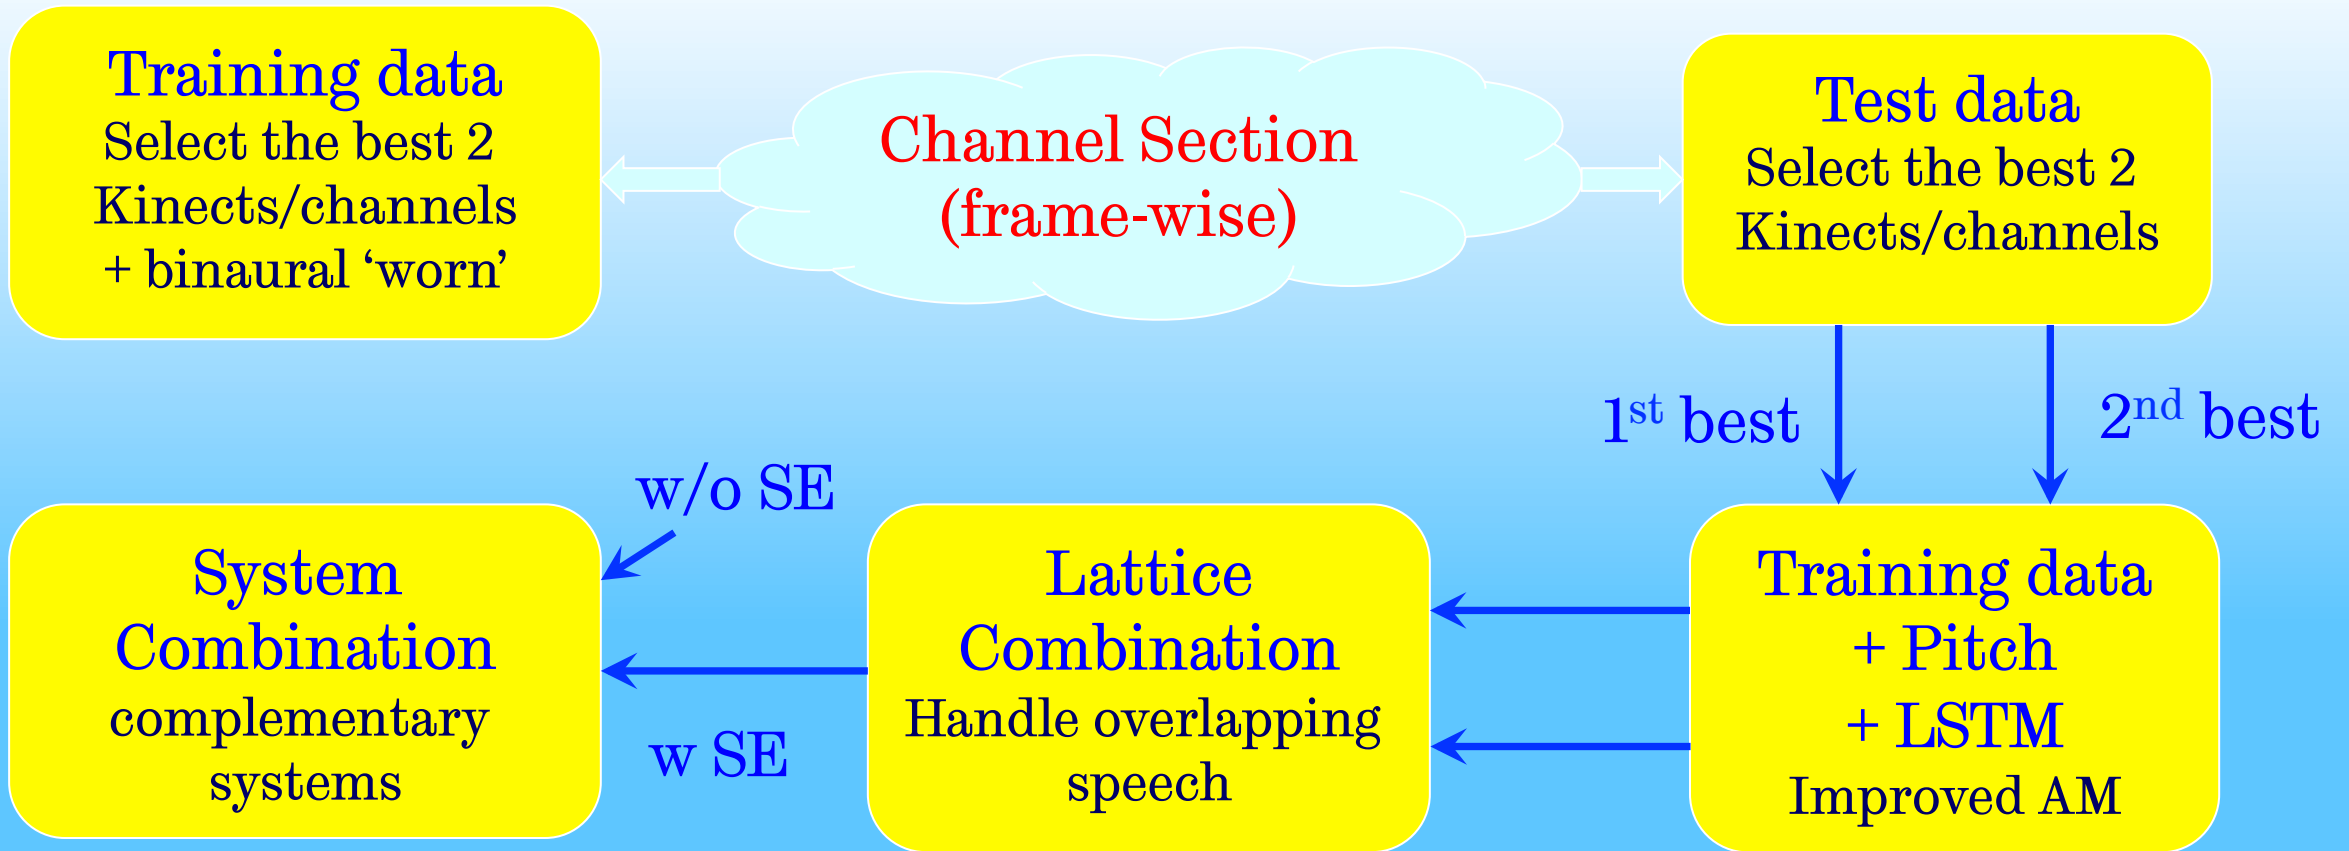 Training data
Select the best 2
Kinects/channels
+ binaural ‘worn’
Channel Section
(frame-wise)
Test data
Select the best 2
Kinects/channels
1st best
2nd best
w/o SE
System
Combination
complementary
systems
w SE
Lattice
Combination
Handle overlapping
speech
Training data
+ Pitch
+ LSTM
Improved AM